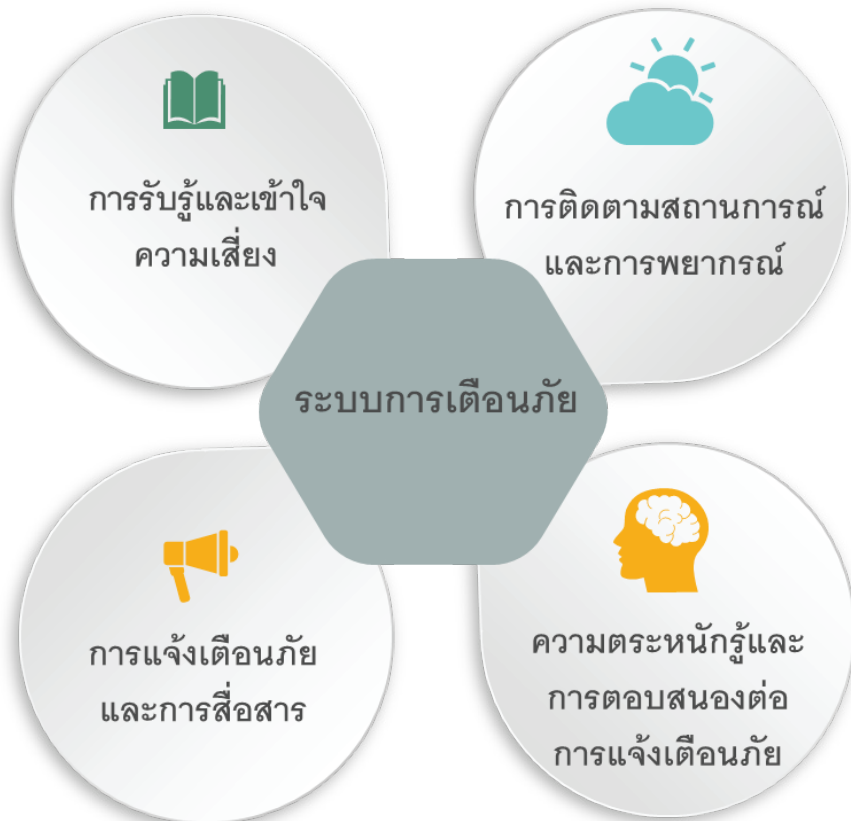 การรับรู้และเข้าใจ
ความเสี่ยง
การติดตามสถานการณ์
และการพยากรณ์
ระบบการเตือนภัย
การแจ้งเตือนภัย
และการสื่อสาร
ความตระหนักรู้และ
การตอบสนองต่อ
การแจ้งเตือนภัย